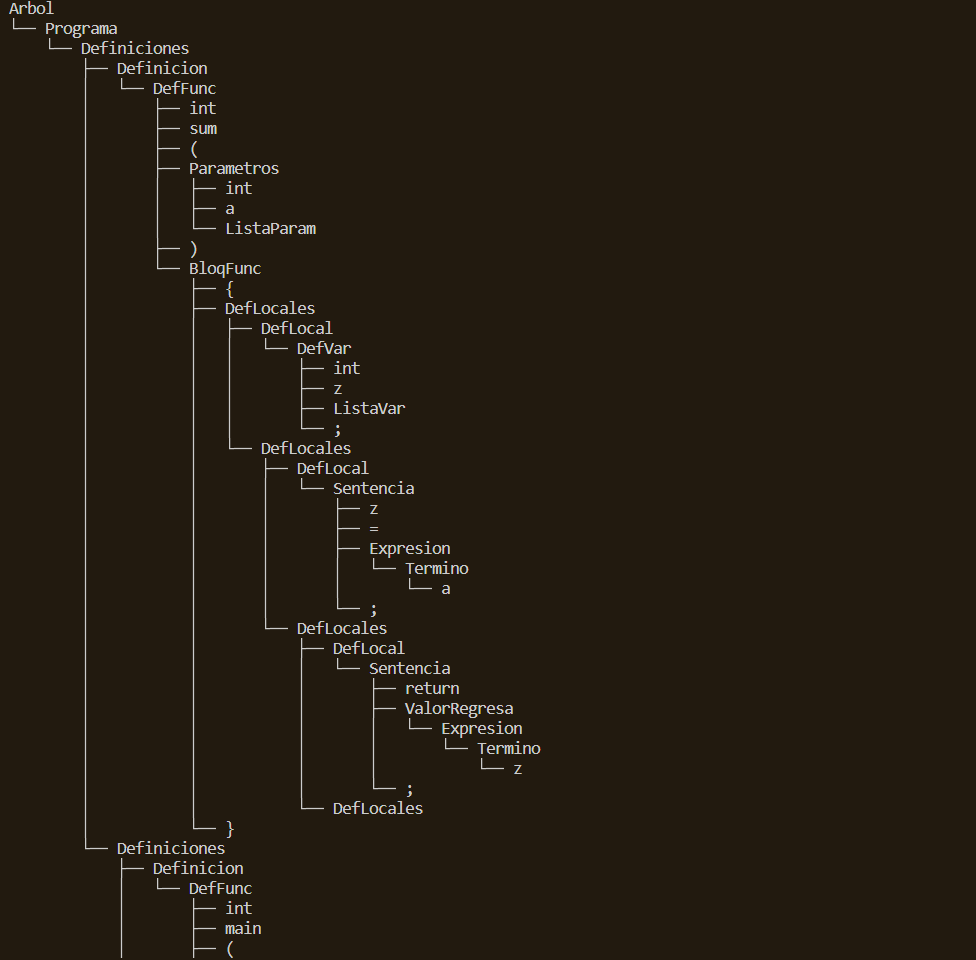 Arbol
Programa
Definiciones
Definicion
DefFunc
int
sum
(
Parametros
int
a
ListaParam
)
BloqFunc
{
DefLocales
DefLocal
DefVar
int
z
ListaVar
;
DefLocales
DefLocal
Sentencia
z
=
Expresion
Termino
a
;
DefLocales
DefLocal
Sentencia
return
ValorRegresa
Expresion
Termino
z
;
DefLocales
}
Definiciones
Definicion
DefFunc
int
main
(